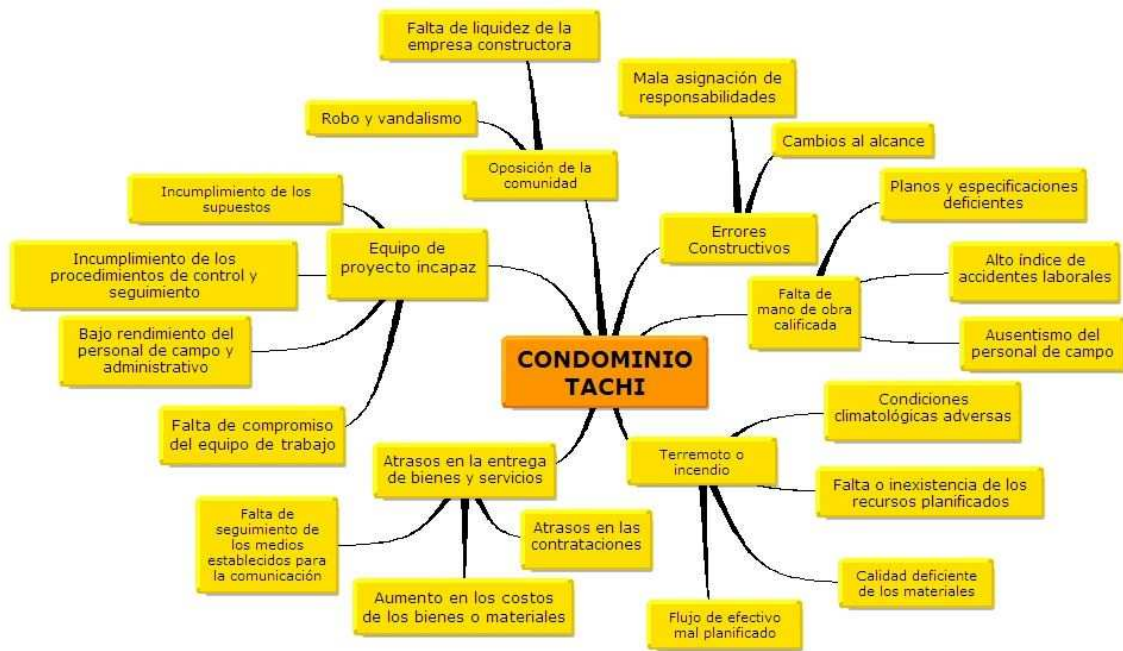 Falta de liquidez de la
empresa constructora
Mala asignación de
responsabilidades
Robo y vandalismo
Cambios al alcance
Oposición de la
comunidad
Incumplimiento de los
supuestos
Planos y especificaciones
deficientes
Errores
Constructivos
Equipo de
proyecto incapaz
Incumplimiento de los
procedimientos de control y
seguimiento
Alto índice de
accidentes laborales
Falta de
mano de obra
calificada
Bajo rendimiento del
personal de campo y
administrativo
Ausentismo del
personal de campo
CONDOMINIO
TACHI
Condiciones
climatológicas adversas
Falta de compromiso
del equipo de trabajo
Atrasos en la entrega
de bienes y servicios
Terremoto o
incendio
Falta o inexistencia de los
recursos planificados
Falta de
seguimiento de
los medios
establecidos para
la comunicación
Atrasos en las
contrataciones
Calidad deficiente
de los materiales
Aumento en los costos
de los bienes o materiales
Flujo de efectivo
mal planificado